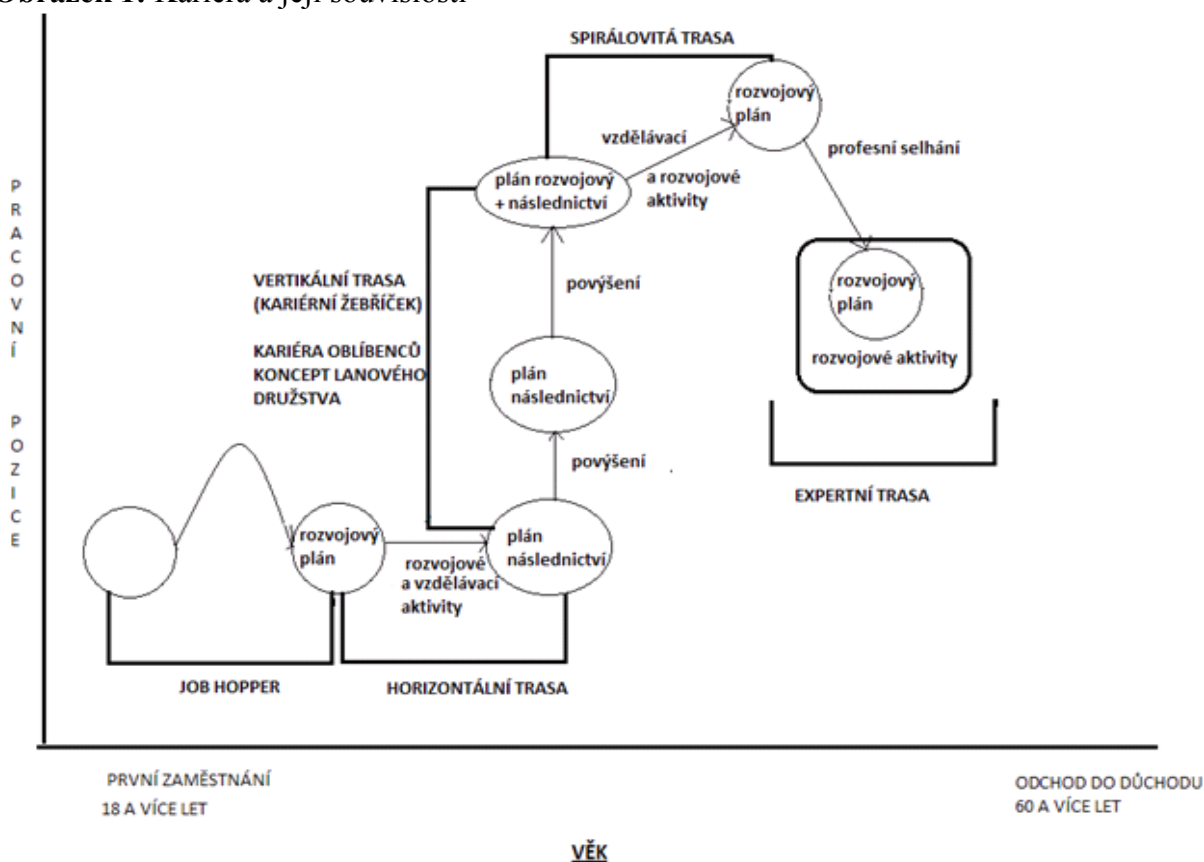 Obrázek 1: Kariéra a její souvislosti
SPIRÁLOVITÁ TRASA
rozvojový
plán
vzdělávací
a rozvojové
aktivity
profesní selhání
plán rozvojový
+ následnictví
PRACOVNÍ POZICE
VERTIKÁLNÍ TRASA
(KARIÉRNÍ ŽEBŘÍČEK)
KARIÉRA OBLÍBENCŮ
KONCEPT LANOVÉHO
DRUŽSTVA
povýšení
rozvojový
plán
rozvojové aktivity
plán
následnictví
povýšení
EXPERTNÍ TRASA
rozvojový
plán
rozvojové
a vzdělávací
aktivity
plán
následnictví
JOB HOPPER
HORIZONTÁLNÍ TRASA
PRVNÍ ZAMĚSTNÁNÍ
18 A VÍCE LET
ODCHOD DO DŮCHODU
60 A VÍCE LET
VĚK